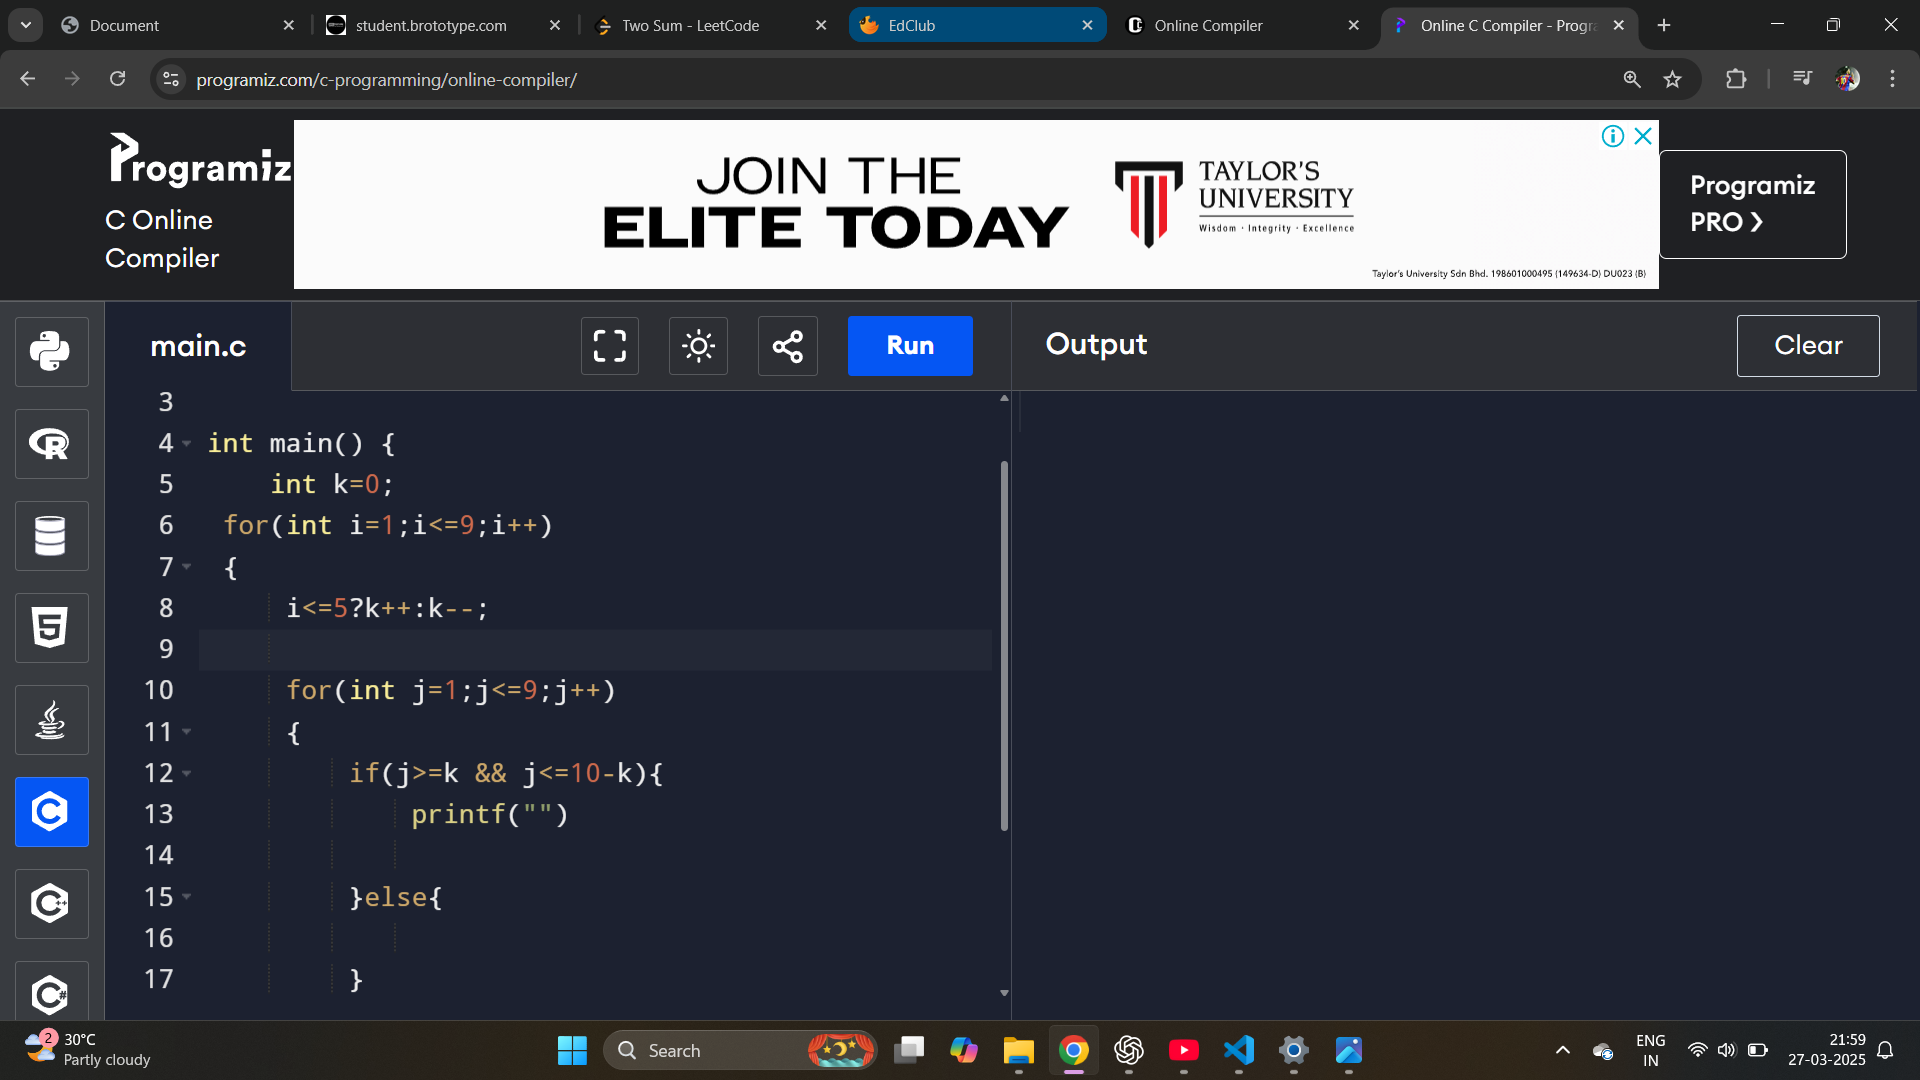 Document
student.brototype.com
Two Sum - LeetCode
EdClub
Online Compiler
Online C Compiler - Progra
programiz.com/c-programming/online-compiler/
Programiz
C Online
Compiler
JOIN THE
ELITE TODAY
TAYLOR'S
UNIVERSITY
Wisdom · Integrity · Excellence
Taylor's University Sdn Bhd. 198601000495 (149634-D) DU023 (B)
Programiz
PRO ❯
main.c
Run
Output
Clear
3
4 int main() {
5 int k=0;
6 for(int i=1;i<=9;i++)
7 {
8 i<=5?k++:k--;
9
10 for(int j=1;j<=9;j++)
11 {
12 if(j>=k && j<=10-k){
13 printf("")
14
15 }else{
16
17 }
2
30°C
Partly cloudy
Search
ENG
IN
21:59
27-03-2025